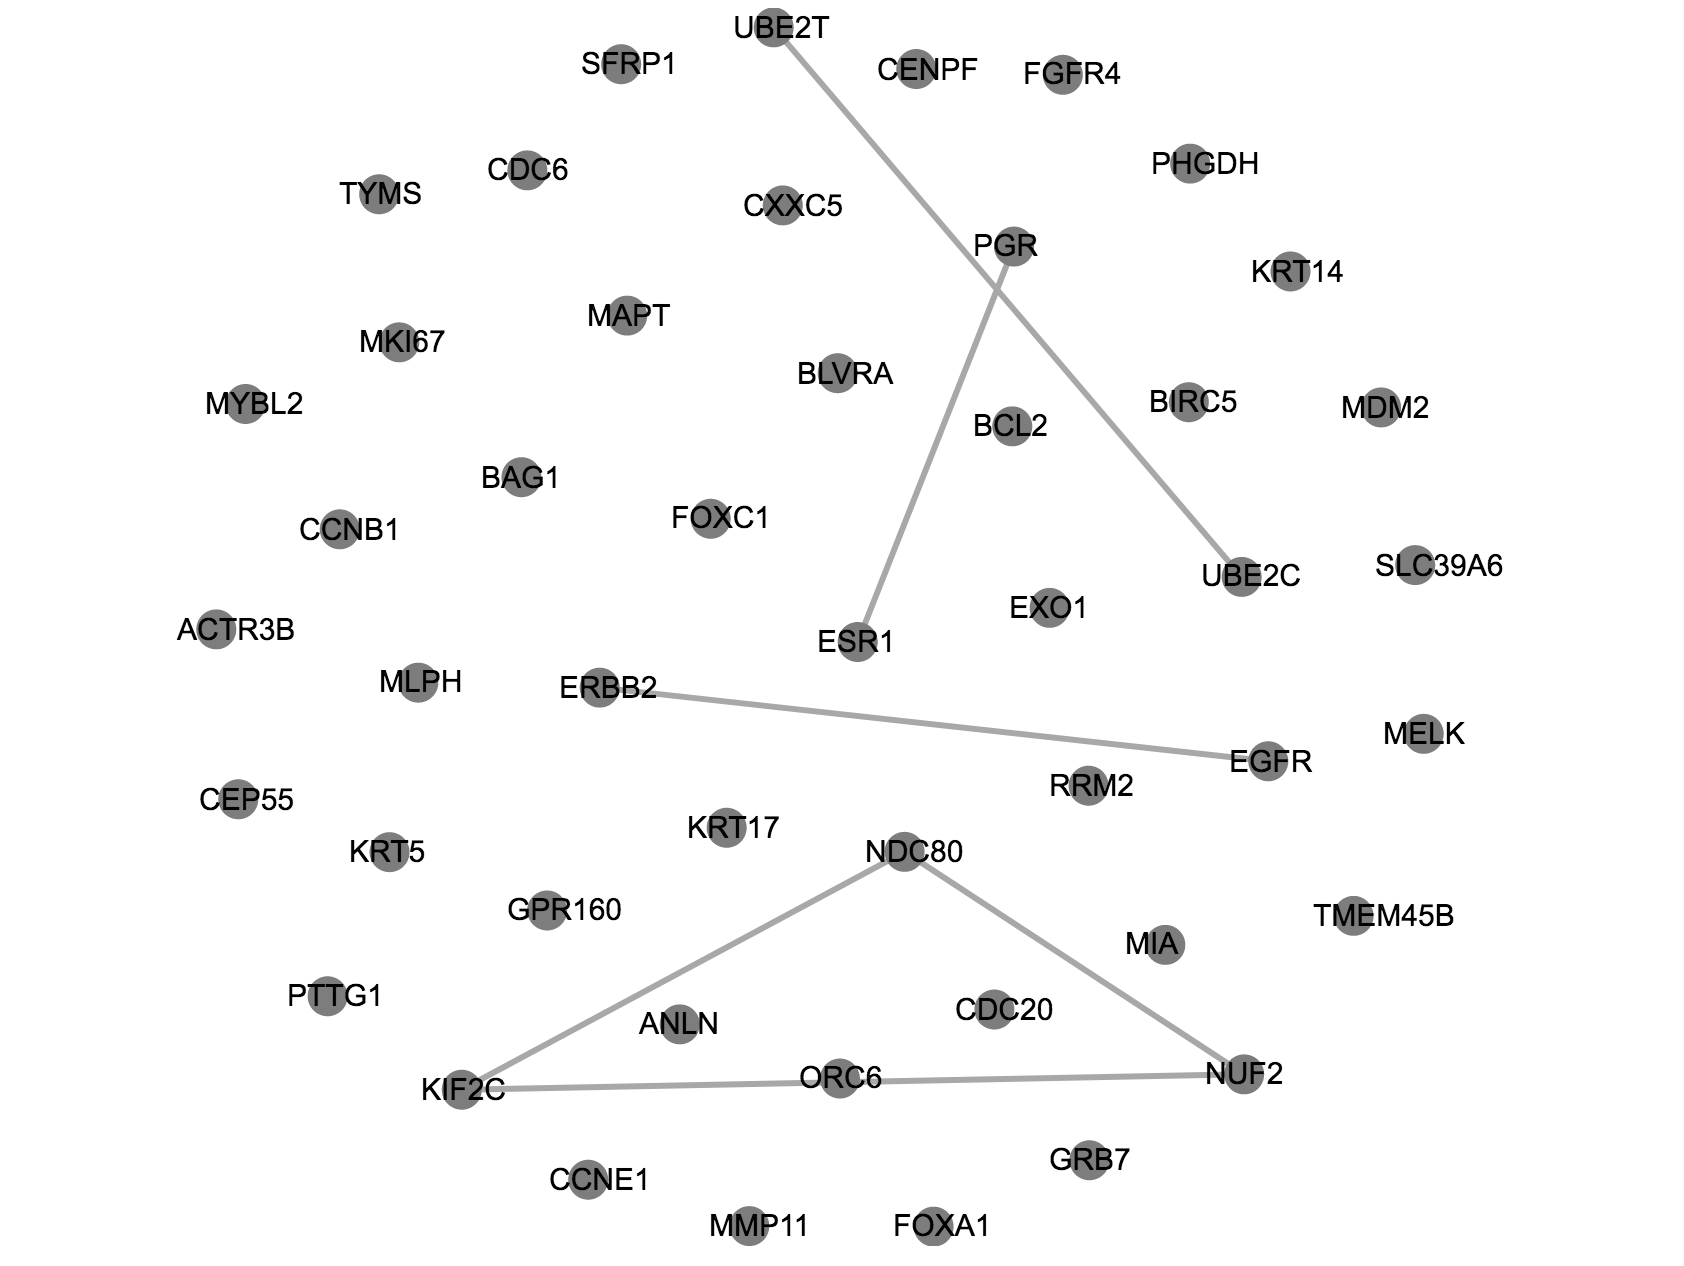 UBE2T
SFRP1
CENPF
FGFR4
PHGDH
CDC6
TYMS
CXXC5
PGR
KRT14
MAPT
MKI67
BLVRA
MYBL2
BIRC5
MDM2
BCL2
BAG1
FOXC1
CCNB1
SLC39A6
UBE2C
EXO1
ACTR3B
ESR1
MLPH
ERBB2
MELK
EGFR
RRM2
CEP55
KRT17
KRT5
NDC80
GPR160
TMEM45B
MIA
PTTG1
CDC20
ANLN
NUF2
ORC6
KIF2C
GRB7
CCNE1
MMP11
FOXA1